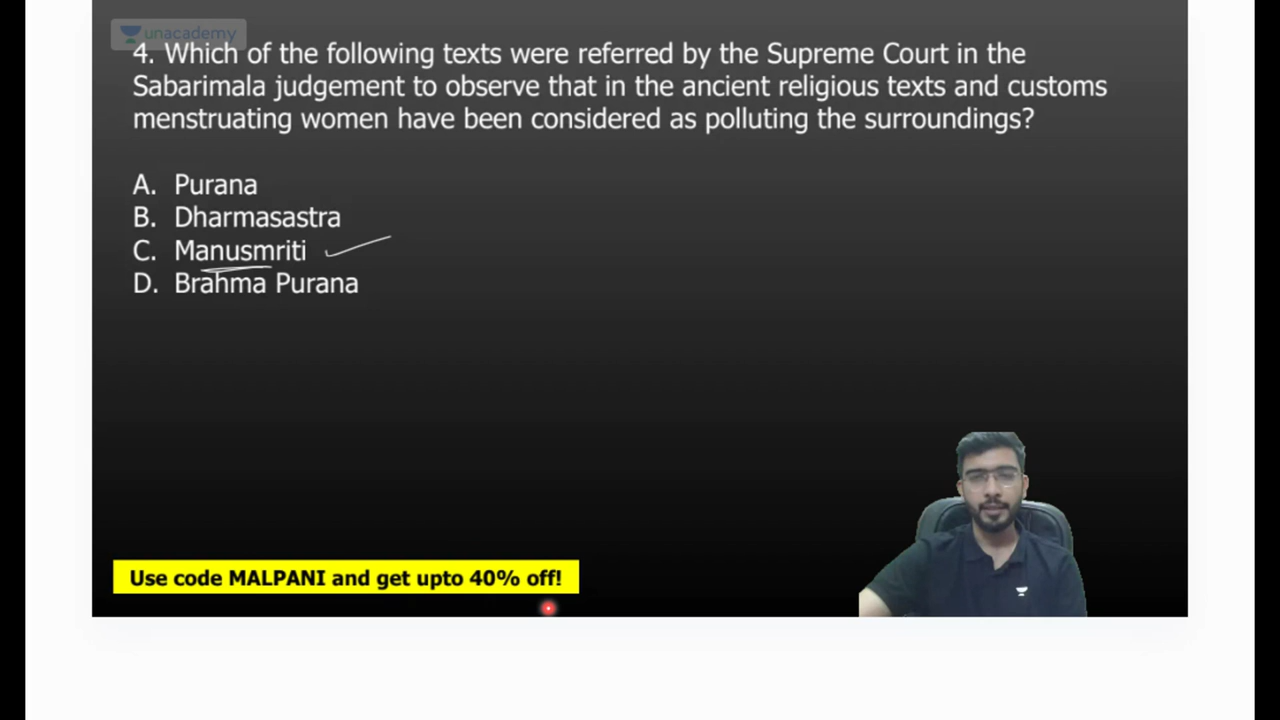 unacademy
4. Which of the following texts were referred by the Supreme Court in the
Sabarimala judgement to observe that in the ancient religious texts and customs
menstruating women have been considered as polluting the surroundings?
A. Purana
B. Dharmasastra
C. Manusmriti
D. Brahma Purana
Use code MALPANI and get upto 40% off!